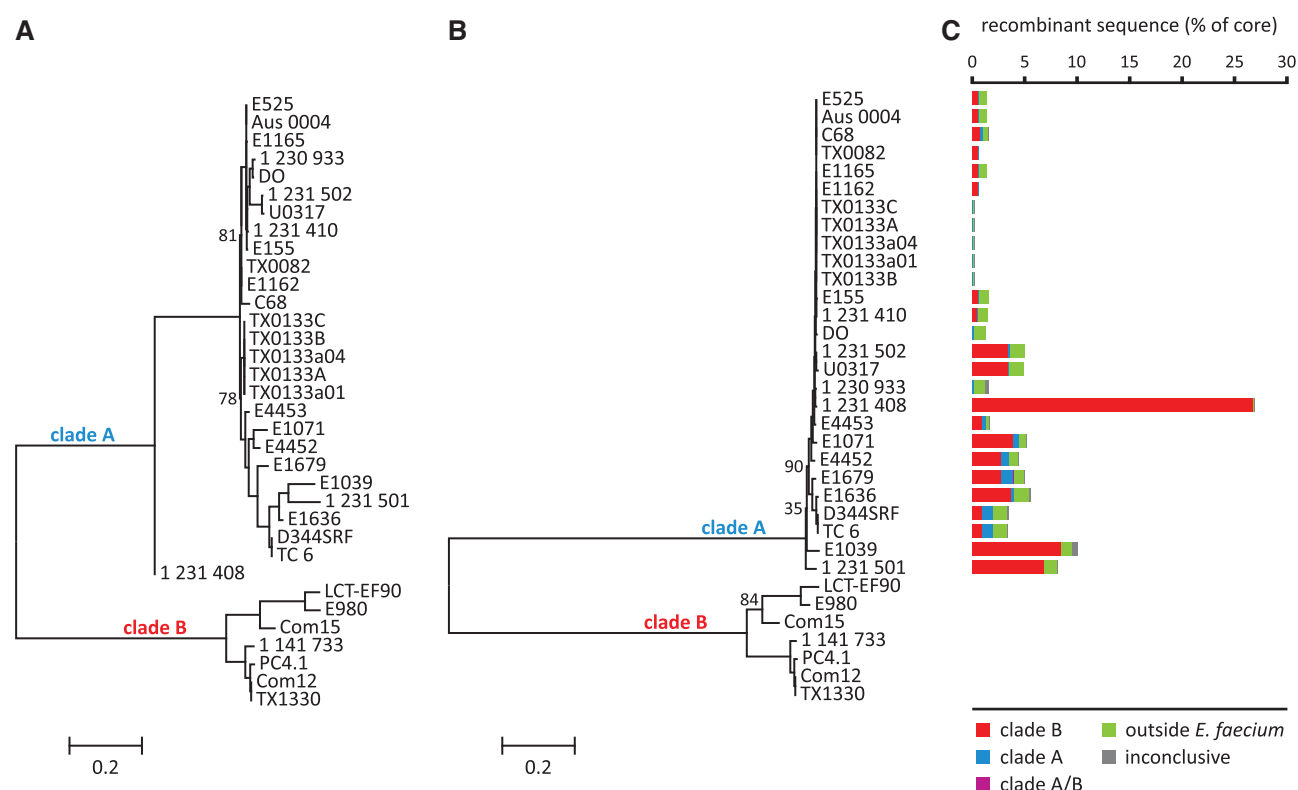 A
E525
Aus 0004
E1165
1 230 933
DO
1 231 502
U0317
1 231 410
81
E155
TX0082
E1162
C68
TX0133C
TX0133B
TX0133a04
TX0133A
TX0133a01
78
E4453
E1071
clade A
E4452
E1679
E1039
1 231 501
E1636
D344SRF
TC 6
1 231 408
LCT-EF90
E980
clade B
Com15
1 141 733
PC4.1
Com12
TX1330
0.2
B
E525
Aus 0004
C68
TX0082
E1165
E1162
TX0133C
TX0133A
TX0133a04
TX0133a01
TX0133B
E155
1 231 410
DO
1 231 502
U0317
1 230 933
1 231 408
E4453
E1071
E4452
90
E1679
E1636
35
D344SRF
clade A
TC 6
E1039
1 231 501
LCT-EF90
84
E980
clade B
Com15
1 141 733
PC4.1
Com12
TX1330
0.2
C
recombinant sequence (% of core)
0 5 10 15 20 25 30
clade B
clade A
clade A/B
outside E. faecium
inconclusive